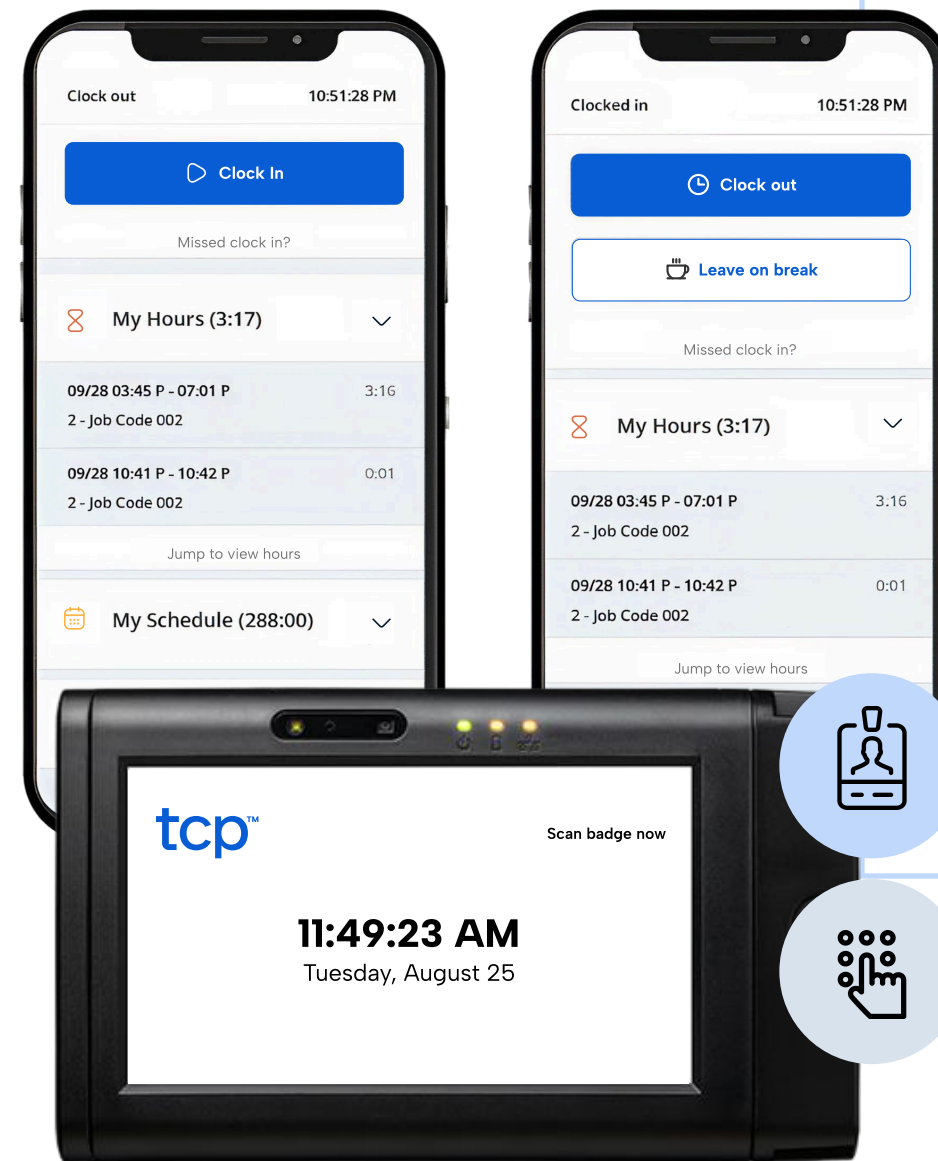 Clock out 10:51:28 PM
Clock In
Missed clock in?
My Hours (3:17)
09/28 03:45 P - 07:01 P 3:16
2 - Job Code 002
09/28 10:41 P - 10:42 P 0:01
2 - Job Code 002
Jump to view hours
My Schedule (288:00)
Clocked in 10:51:28 PM
Clock out
Leave on break
Missed clock in?
My Hours (3:17)
09/28 03:45 P - 07:01 P 3.16
2 - Job Code 002
09/28 10:41 P - 10:42 P 0:01
2 - Job Code 002
Jump to view hours
tcp™
Scan badge now
11:49:23 AM
Tuesday, August 25